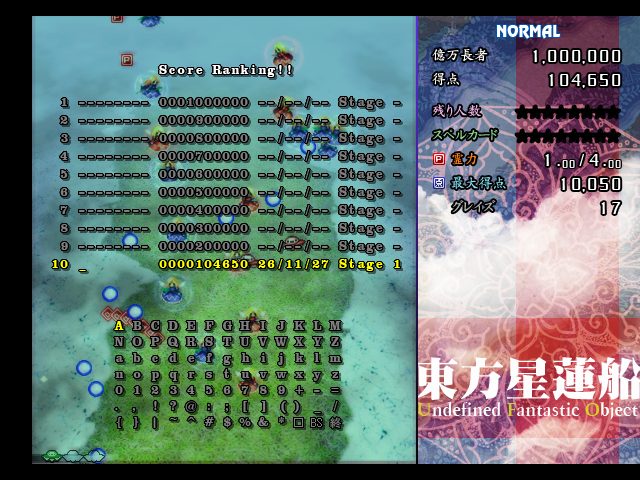 Score Ranking!!
1 -------- 0001000000 --/--/-- Stage -
2 -------- 0000900000 --/--/-- Stage -
3 -------- 0000800000 --/--/-- Stage -
4 -------- 0000700000 --/--/-- Stage -
5 -------- 0000600000 --/--/-- Stage -
6 -------- 0000500000 --/--/-- Stage -
7 -------- 0000400000 --/--/-- Stage -
8 -------- 0000300000 --/--/-- Stage -
9 -------- 0000200000 --/--/-- Stage -
10 _ 0000104650 26/11/27 Stage 1
A B C D E F G H I J K L M
N O P Q R S T U V W X Y Z
a b c d e f g h i j k l m
n o p q r s t u v w x y z
0 1 2 3 4 5 6 7 8 9 + - =
. , ! ? @ : ; [ ] ( ) _ /
{ } | ~ ^ # $ % & * □ BS 終
NORMAL
億万長者 1,000,000
得点 104,650
残り人数 ★★★★★★★★
スペルカード ★★★★★★★★
P 霊力 1.00/4.00
点 最大得点 10,050
グレイズ 17
東方星蓮船
Undefined Fantastic Object